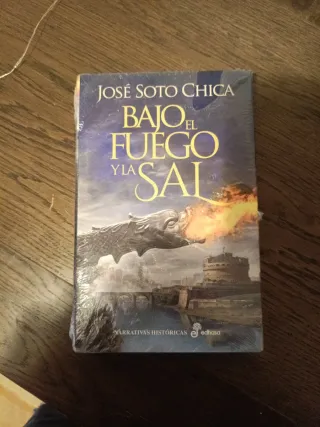 JOSÉ SOTO CHICA
BAJO EL
FUEGO
Y LA
SAL
NARRATIVAS HISTÓRICAS edhasa